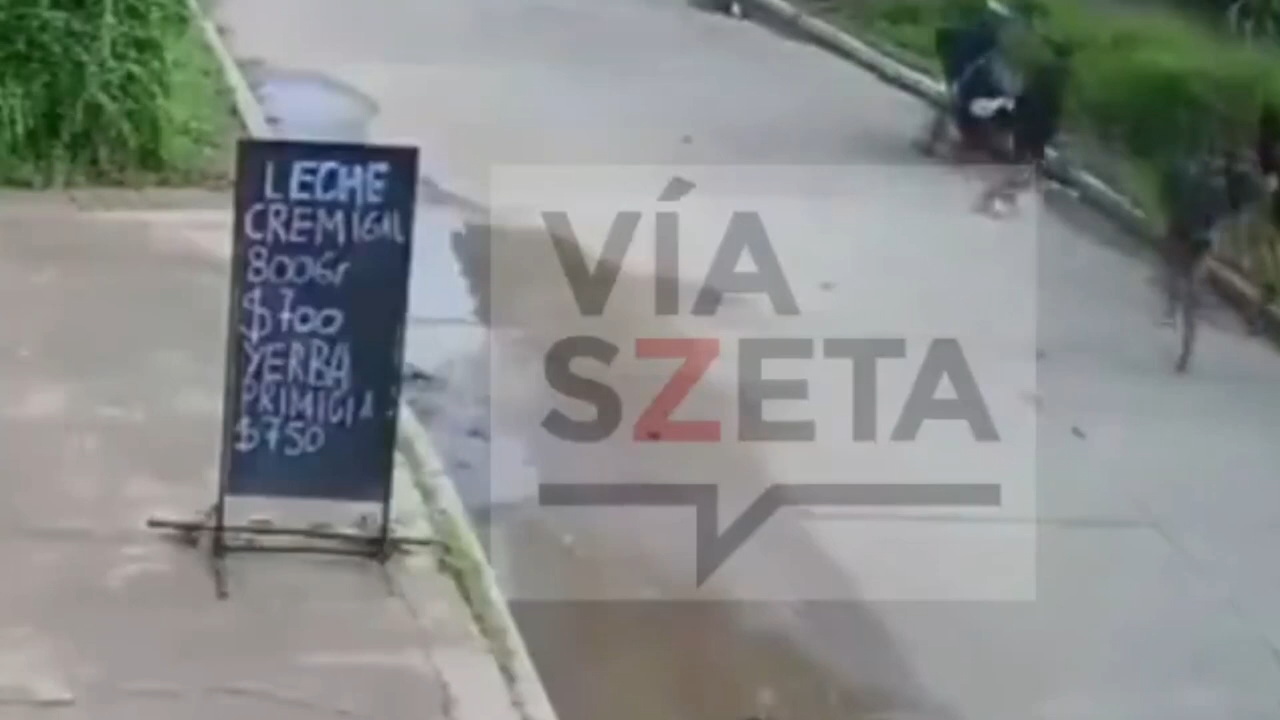 LECHE
CREMIGAL
800Gr
$700
YERBA
PRIMICIA
$750
VÍA
SZETA